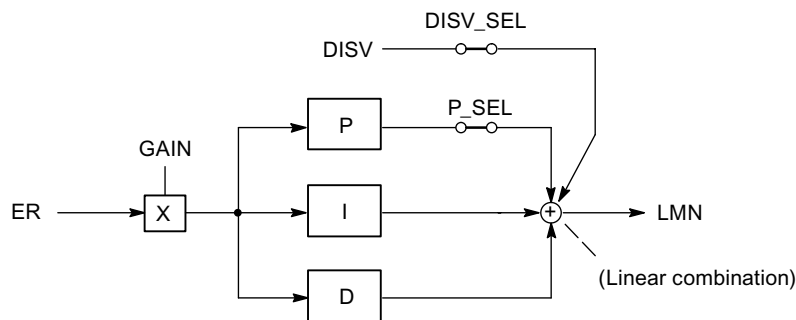 DISV_SEL
DISV
P_SEL
P
GAIN
ER
X
I
+
LMN
(Linear combination)
D